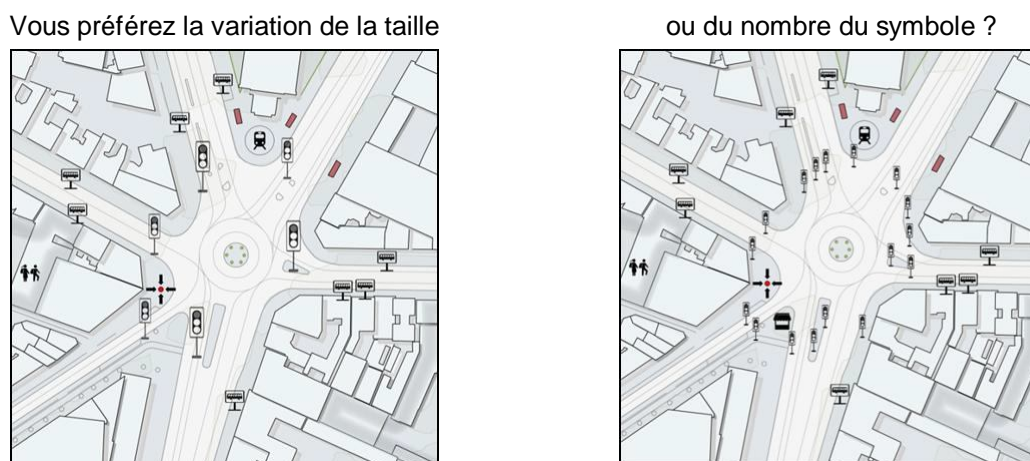 Vous préférez la variation de la taille
ou du nombre du symbole ?